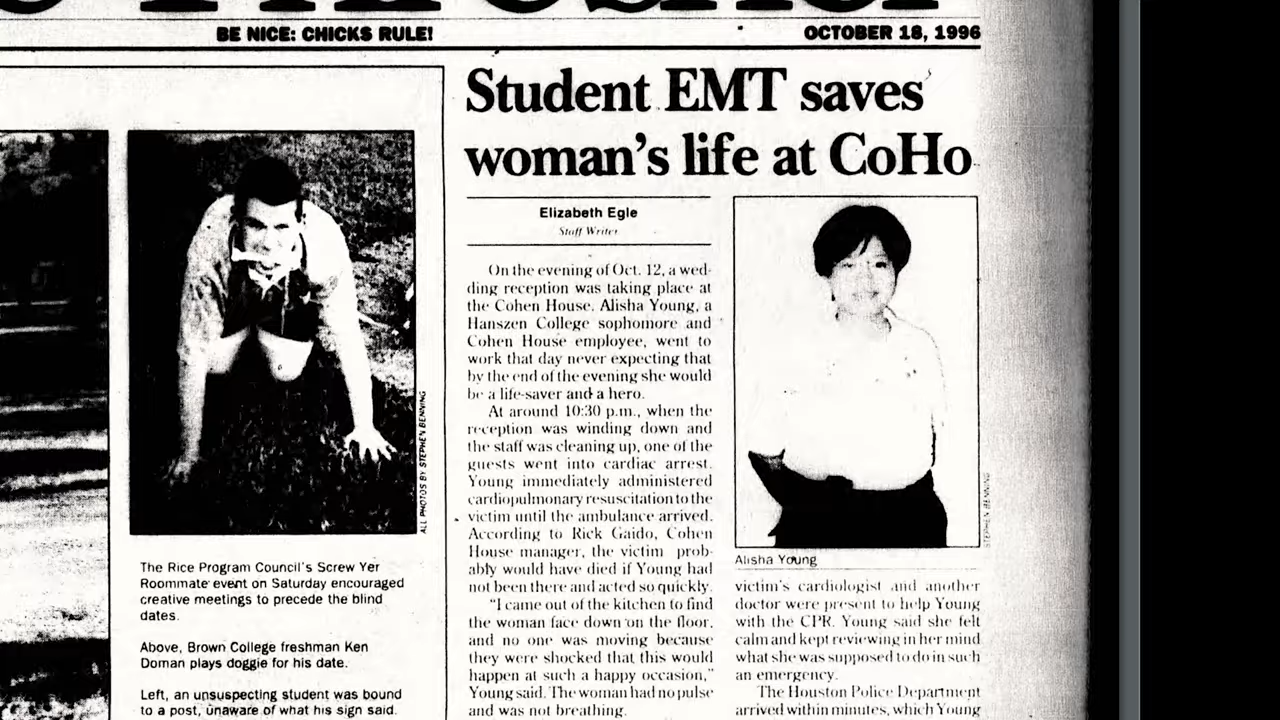 BE NICE: CHICKS RULE!
OCTOBER 18, 1996
ALL PHOTOS BY STEPHEN BENNING
The Rice Program Council's Screw Yer
Roommate event on Saturday encouraged
creative meetings to precede the blind
dates.
Above, Brown College freshman Ken
Doman plays doggie for his date.
Left, an unsuspecting student was bound
to a post, unaware of what his sign said.
Student EMT saves
woman's life at CoHo
Elizabeth Egle
Staff Writer
On the evening of Oct. 12, a wed-
ding reception was taking place at
the Cohen House. Alisha Young, a
Hanszen College sophomore and
Cohen House employee, went to
work that day never expecting that
by the end of the evening she would
be a life-saver and a hero.
At around 10:30 p.m., when the
reception was winding down and
the staff was cleaning up, one of the
guests went into cardiac arrest.
Young immediately administered
cardiopulmonary resuscitation to the
victim until the ambulance arrived.
According to Rick Gaido, Cohen
House manager, the victim prob-
ably would have died if Young had
not been there and acted so quickly.
"I came out of the kitchen to find
the woman face down on the floor,
and no one was moving because
they were shocked that this would
happen at such a happy occasion,"
Young said. The woman had no pulse
and was not breathing.
STEPHEN BENNING
Alisha Young
victim's cardiologist and another
doctor were present to help Young
with the CPR. Young said she felt
calm and kept reviewing in her mind
what she was supposed to do in such
an emergency.
The Houston Police Department
arrived within minutes, which Young